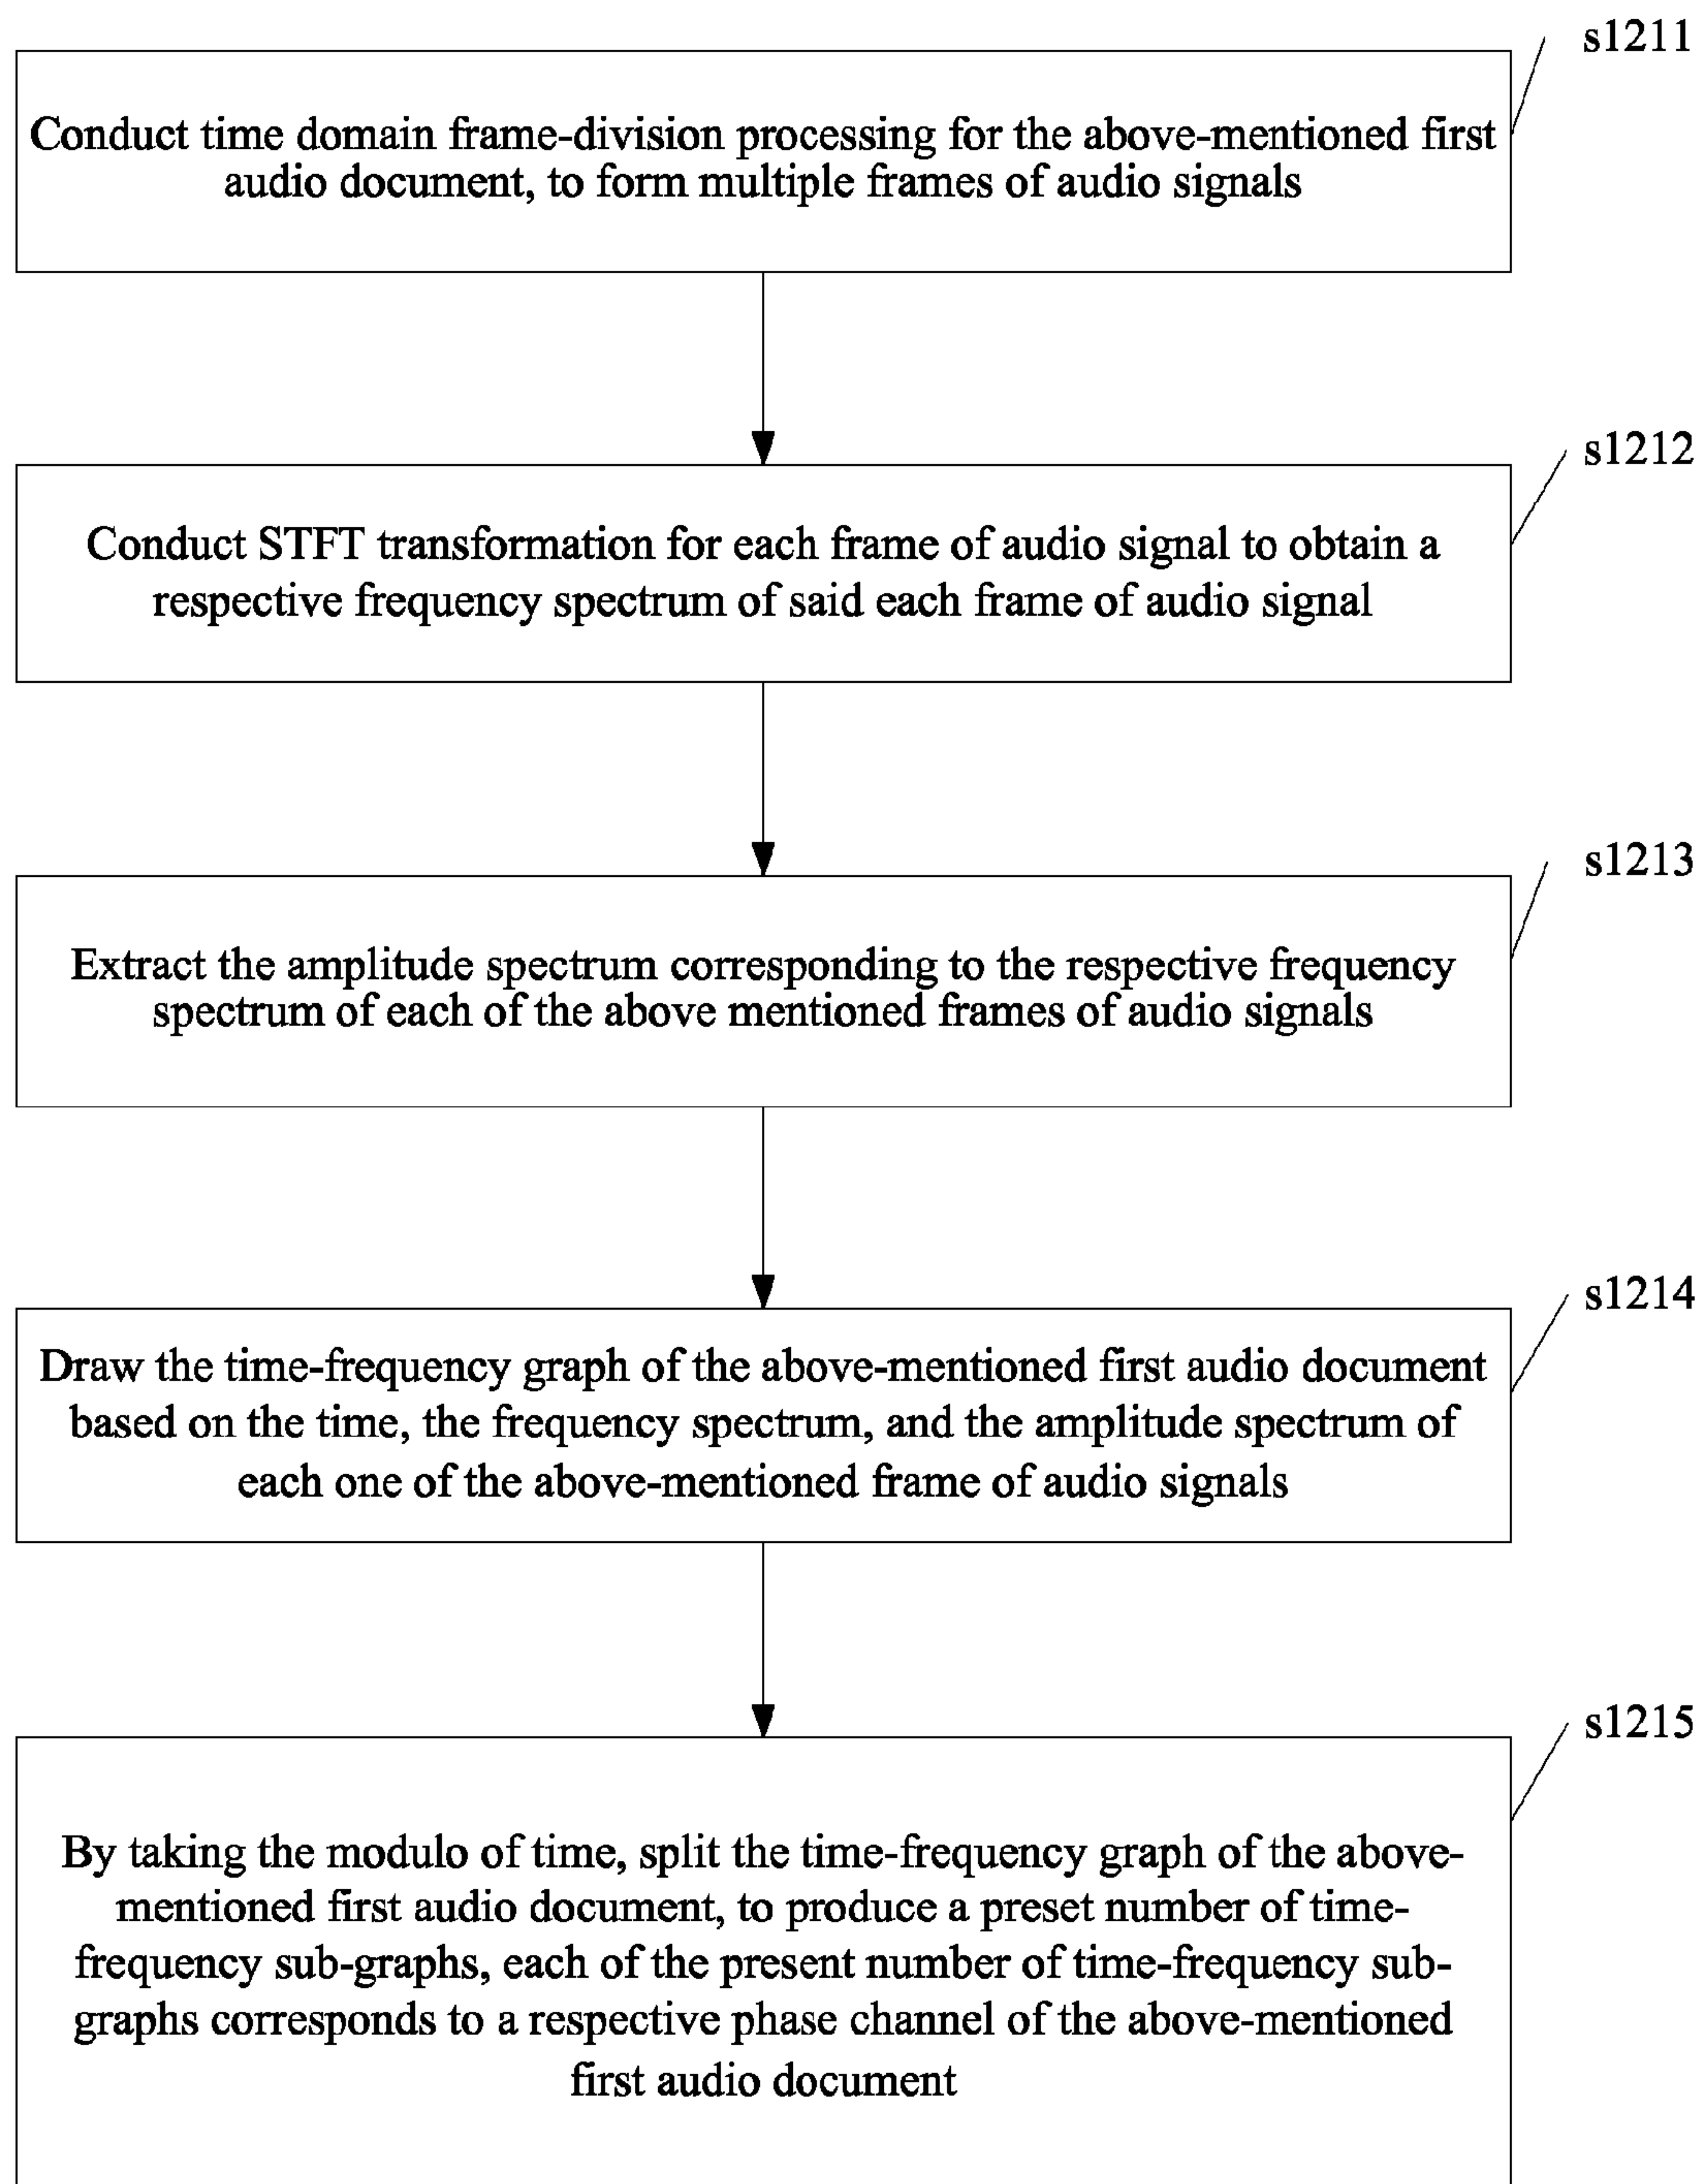 s1211
Conduct time domain frame-division processing for the above-mentioned first
audio document, to form multiple frames of audio signals
s1212
Conduct STFT transformation for each frame of audio signal to obtain a
respective frequency spectrum of said each frame of audio signal
s1213
Extract the amplitude spectrum corresponding to the respective frequency
spectrum of each of the above mentioned frames of audio signals
s1214
Draw the time-frequency graph of the above-mentioned first audio document
based on the time, the frequency spectrum, and the amplitude spectrum of
each one of the above-mentioned frame of audio signals
s1215
By taking the modulo of time, split the time-frequency graph of the above-
mentioned first audio document, to produce a preset number of time-
frequency sub-graphs, each of the present number of time-frequency sub-
graphs corresponds to a respective phase channel of the above-mentioned
first audio document